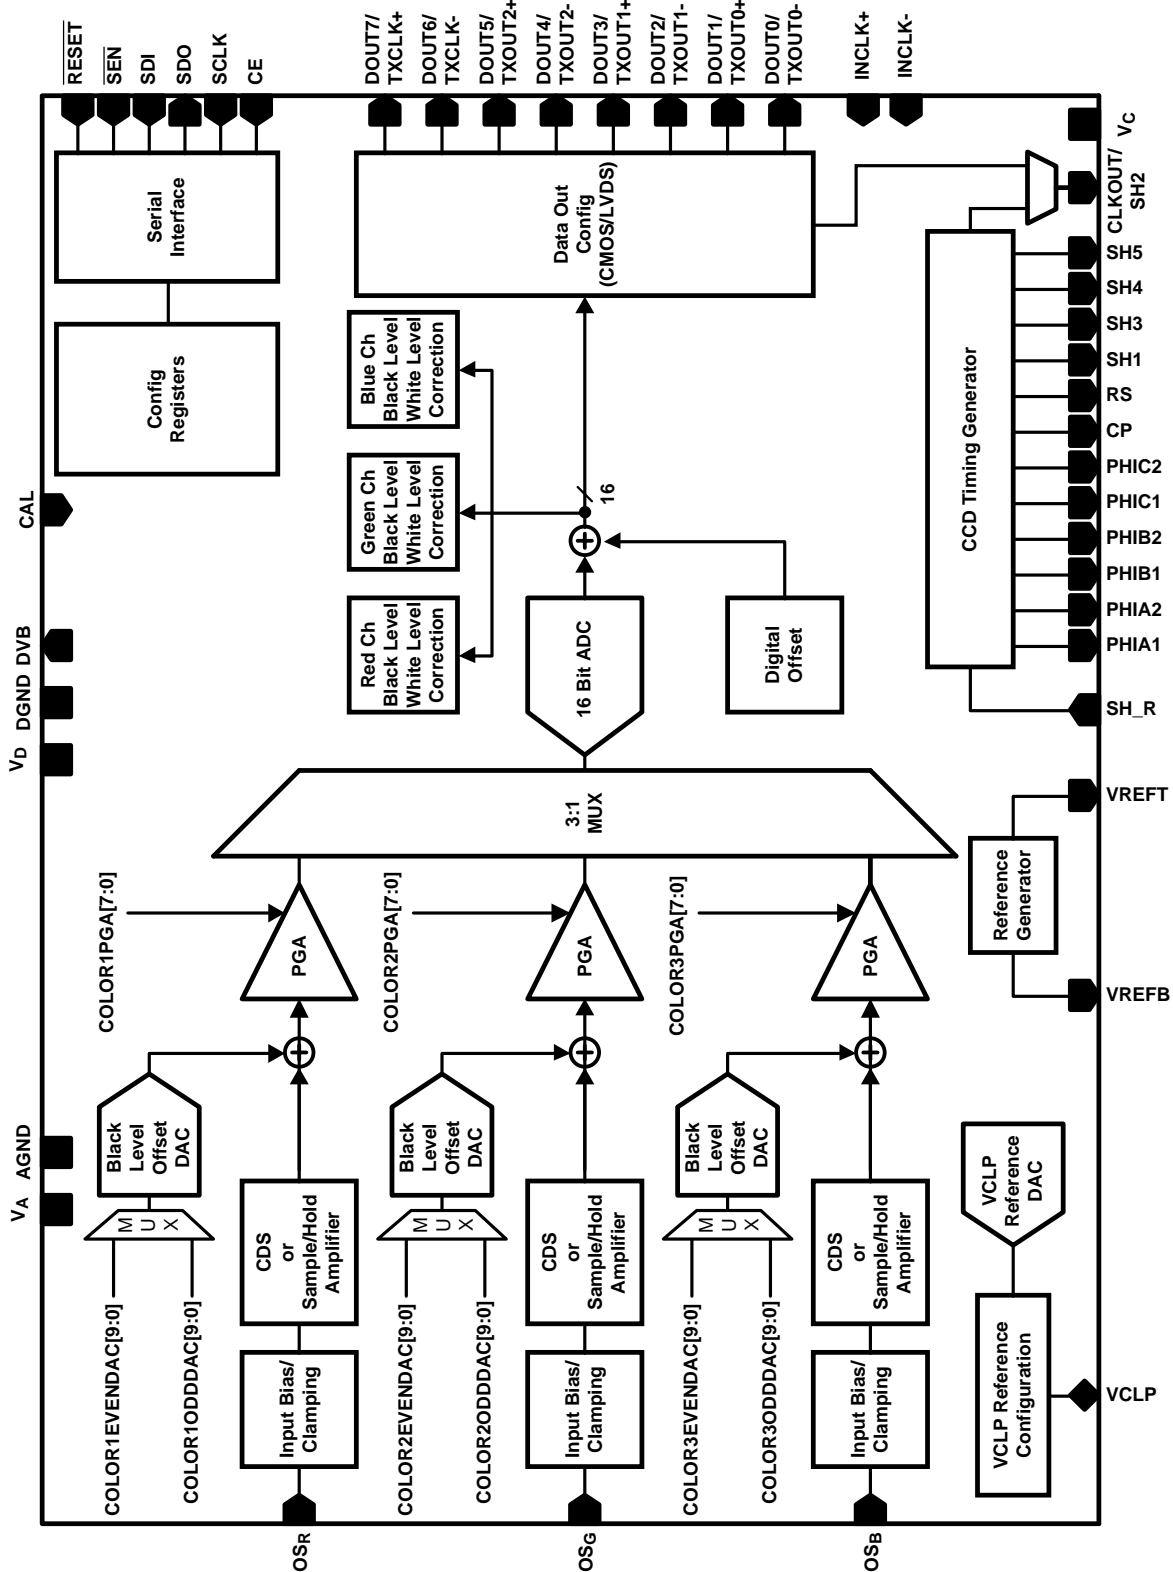 RESET
SEN
SDI
SDO
SCLK
CE
DOUT7/
TXCLK+
DOUT6/
TXCLK-
DOUT5/
TXOUT2+
DOUT4/
TXOUT2-
DOUT3/
TXOUT1+
DOUT2/
TXOUT1-
DOUT1/
TXOUT0+
DOUT0/
TXOUT0-
INCLK+
INCLK-
Serial
Interface
Config
Registers
Data Out
Config
(CMOS/LVDS)
VC
CLKOUT/
SH2
SH5
SH4
SH3
SH1
RS
CP
PHIC2
PHIC1
PHIB2
PHIB1
PHIA2
PHIA1
SH_R
CCD Timing Generator
CAL
DVB
DGND
VD
Blue Ch
Black Level
White Level
Correction
Green Ch
Black Level
White Level
Correction
Red Ch
Black Level
White Level
Correction
16
16 Bit ADC
Digital
Offset
3:1
MUX
COLOR1PGA[7:0]
PGA
COLOR2PGA[7:0]
PGA
COLOR3PGA[7:0]
PGA
Reference
Generator
VREFT
VREFB
AGND
VA
Black
Level
Offset
DAC
M
U
X
COLOR1EVENDAC[9:0]
COLOR1ODDDAC[9:0]
CDS
or
Sample/Hold
Amplifier
Input Bias/
Clamping
OSR
Black
Level
Offset
DAC
M
U
X
COLOR2EVENDAC[9:0]
COLOR2ODDDAC[9:0]
CDS
or
Sample/Hold
Amplifier
Input Bias/
Clamping
OSG
Black
Level
Offset
DAC
M
U
X
COLOR3EVENDAC[9:0]
COLOR3ODDDAC[9:0]
CDS
or
Sample/Hold
Amplifier
Input Bias/
Clamping
OSB
VCLP
Reference
DAC
VCLP Reference
Configuration
VCLP